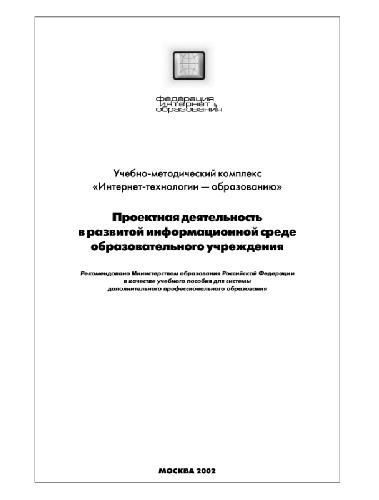 федерация
интернет
образования
Учебно-методический комплекс
«Интернет-технологии — образованию»
Проектная деятельность
в развитой информационной среде
образовательного учреждения
Рекомендовано Министерством образования Российской Федерации
в качестве учебного пособия для системы
дополнительного профессионального образования
МОСКВА 2002